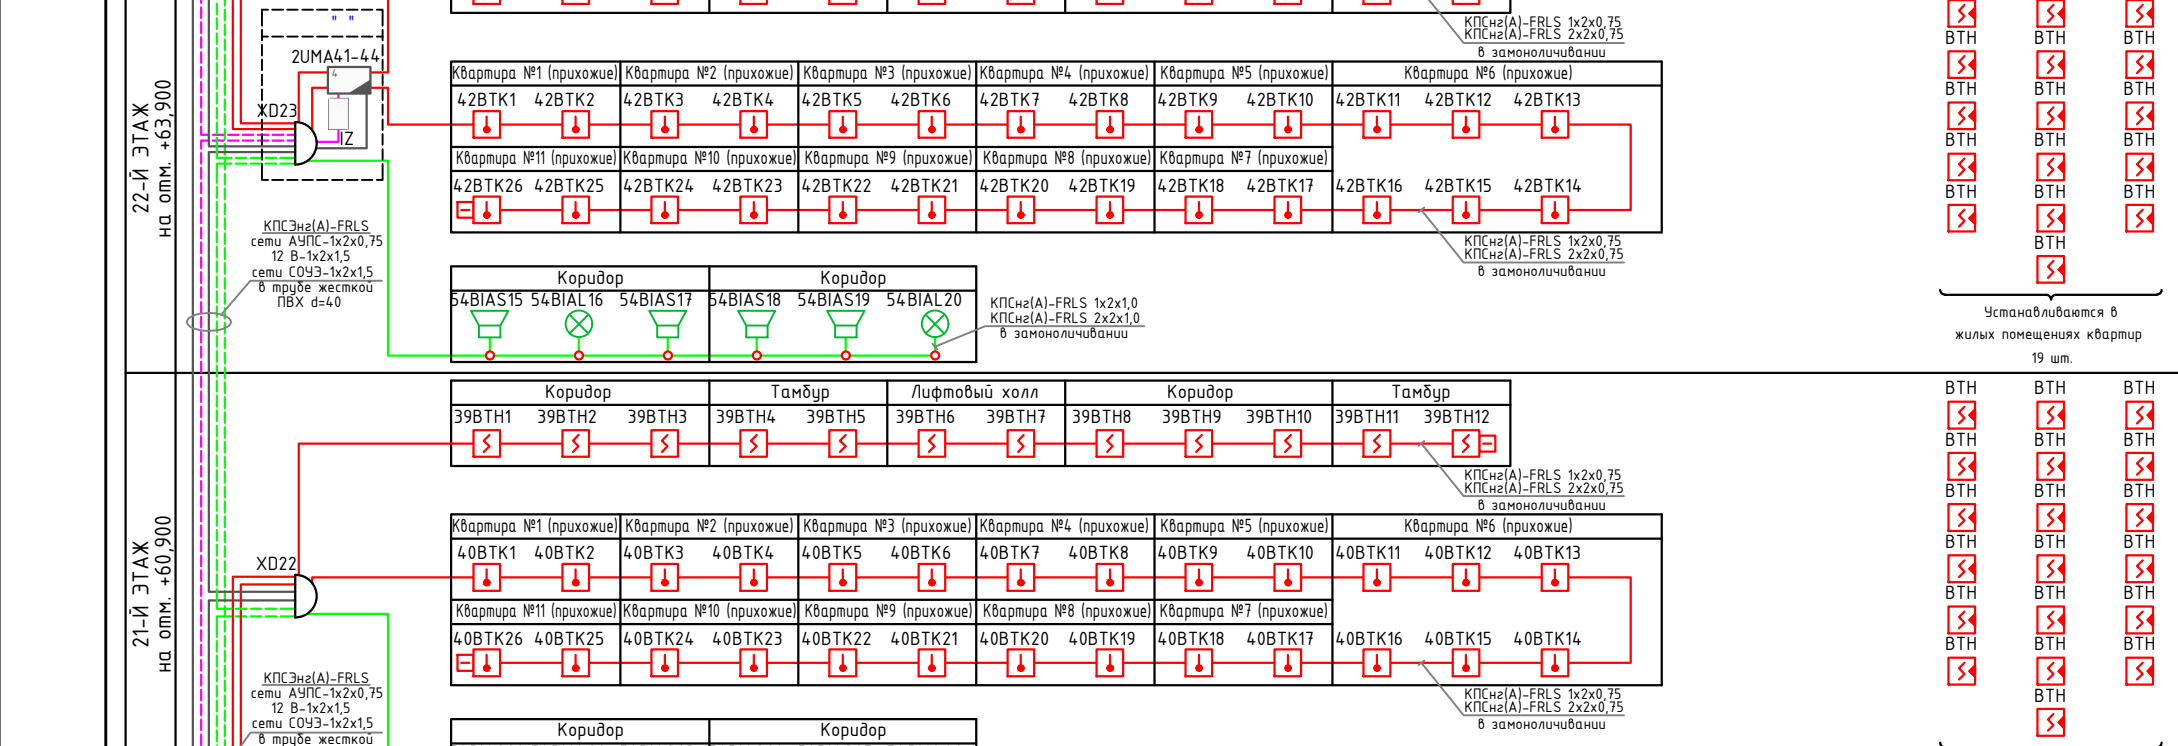 КПСнг(А)-FRLS 1х2х0,75
КПСнг(А)-FRLS 2х2х0,75
в замоноличивании
22-Й ЭТАЖ
на отм. +63,900
" "
2UMA41-44
4
XD23
IZ
Квартира №1 (прихожие) Квартира №2 (прихожие) Квартира №3 (прихожие) Квартира №4 (прихожие) Квартира №5 (прихожие) Квартира №6 (прихожие)
42BTK1 42BTK2 42BTK3 42BTK4 42BTK5 42BTK6 42BTK7 42BTK8 42BTK9 42BTK10 42BTK11 42BTK12 42BTK13
Квартира №11 (прихожие) Квартира №10 (прихожие) Квартира №9 (прихожие) Квартира №8 (прихожие) Квартира №7 (прихожие)
42BTK26 42BTK25 42BTK24 42BTK23 42BTK22 42BTK21 42BTK20 42BTK19 42BTK18 42BTK17 42BTK16 42BTK15 42BTK14
КПСнг(А)-FRLS 1х2х0,75
КПСнг(А)-FRLS 2х2х0,75
в замоноличивании
КПСЭнг(А)-FRLS
сети АУПС-1х2х0,75
12 В-1х2х1,5
сети СОУЭ-1х2х1,5
в трубе жесткой
ПВХ d=40
Коридор Коридор
54BIAS15 54BIAL16 54BIAS17 54BIAS18 54BIAS19 54BIAL20
КПСнг(А)-FRLS 1х2х1,0
КПСнг(А)-FRLS 2х2х1,0
в замоноличивании
BTH BTH BTH
BTH BTH BTH
BTH BTH BTH
BTH BTH BTH
BTH
Устанавливаются в
жилых помещениях квартир
19 шт.
21-Й ЭТАЖ
на отм. +60,900
XD22
Коридор Тамбур Лифтовый холл Коридор Тамбур
39BTH1 39BTH2 39BTH3 39BTH4 39BTH5 39BTH6 39BTH7 39BTH8 39BTH9 39BTH10 39BTH11 39BTH12
КПСнг(А)-FRLS 1х2х0,75
КПСнг(А)-FRLS 2х2х0,75
в замоноличивании
Квартира №1 (прихожие) Квартира №2 (прихожие) Квартира №3 (прихожие) Квартира №4 (прихожие) Квартира №5 (прихожие) Квартира №6 (прихожие)
40BTK1 40BTK2 40BTK3 40BTK4 40BTK5 40BTK6 40BTK7 40BTK8 40BTK9 40BTK10 40BTK11 40BTK12 40BTK13
Квартира №11 (прихожие) Квартира №10 (прихожие) Квартира №9 (прихожие) Квартира №8 (прихожие) Квартира №7 (прихожие)
40BTK26 40BTK25 40BTK24 40BTK23 40BTK22 40BTK21 40BTK20 40BTK19 40BTK18 40BTK17 40BTK16 40BTK15 40BTK14
КПСнг(А)-FRLS 1х2х0,75
КПСнг(А)-FRLS 2х2х0,75
в замоноличивании
КПСЭнг(А)-FRLS
сети АУПС-1х2х0,75
12 В-1х2х1,5
сети СОУЭ-1х2х1,5
в трубе жесткой
Коридор Коридор
BTH BTH BTH
BTH BTH BTH
BTH BTH BTH
BTH BTH BTH
BTH BTH BTH
BTH BTH BTH
BTH